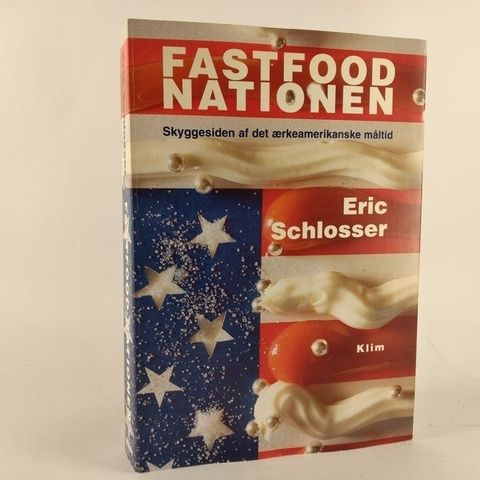 FASTFOOD
NATIONEN
Skyggesiden af det ærkeamerikanske måltid
Eric
Schlosser
Klim